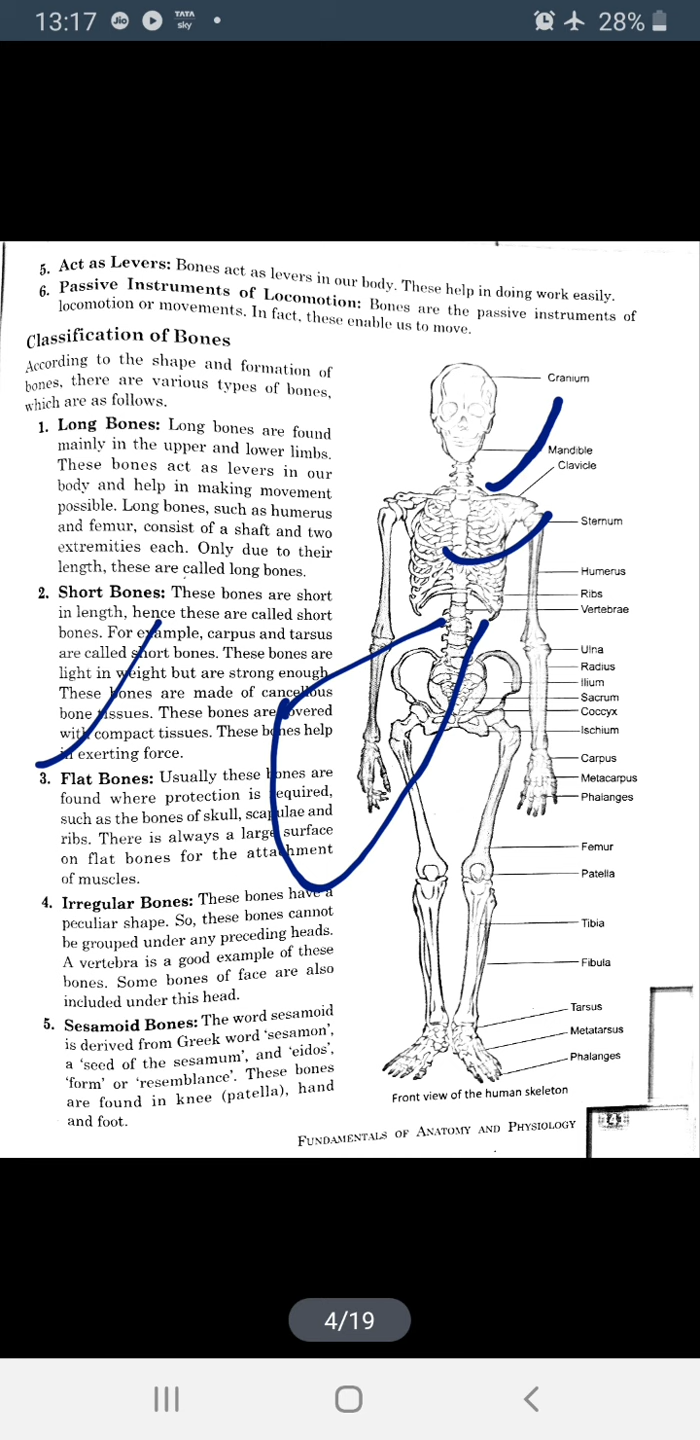 13:17 Jio TATA sky 28%
5. Act as Levers: Bones act as levers in our body. These help in doing work easily.
6. Passive Instruments of Locomotion: Bones are the passive instruments of
locomotion or movements. In fact, these enable us to move.
Classification of Bones
According to the shape and formation of
bones, there are various types of bones,
which are as follows.
1. Long Bones: Long bones are found
mainly in the upper and lower limbs.
These bones act as levers in our
body and help in making movement
possible. Long bones, such as humerus
and femur, consist of a shaft and two
extremities each. Only due to their
length, these are called long bones.
2. Short Bones: These bones are short
in length, hence these are called short
bones. For example, carpus and tarsus
are called short bones. These bones are
light in weight but are strong enough.
These bones are made of cancellous
bone tissues. These bones are covered
with compact tissues. These bones help
in exerting force.
3. Flat Bones: Usually these bones are
found where protection is required,
such as the bones of skull, scapulae and
ribs. There is always a large surface
on flat bones for the attachment
of muscles.
4. Irregular Bones: These bones have a
peculiar shape. So, these bones cannot
be grouped under any preceding heads.
A vertebra is a good example of these
bones. Some bones of face are also
included under this head.
5. Sesamoid Bones: The word sesamoid
is derived from Greek word 'sesamon',
a 'seed of the sesamum', and 'eidos',
'form' or 'resemblance'. These bones
are found in knee (patella), hand
and foot.
Cranium
Mandible
Clavicle
Sternum
Humerus
Ribs
Vertebrae
Ulna
Radius
Ilium
Sacrum
Coccyx
Ischium
Carpus
Metacarpus
Phalanges
Femur
Patella
Tibia
Fibula
Tarsus
Metatarsus
Phalanges
Front view of the human skeleton
FUNDAMENTALS OF ANATOMY AND PHYSIOLOGY
41
4/19